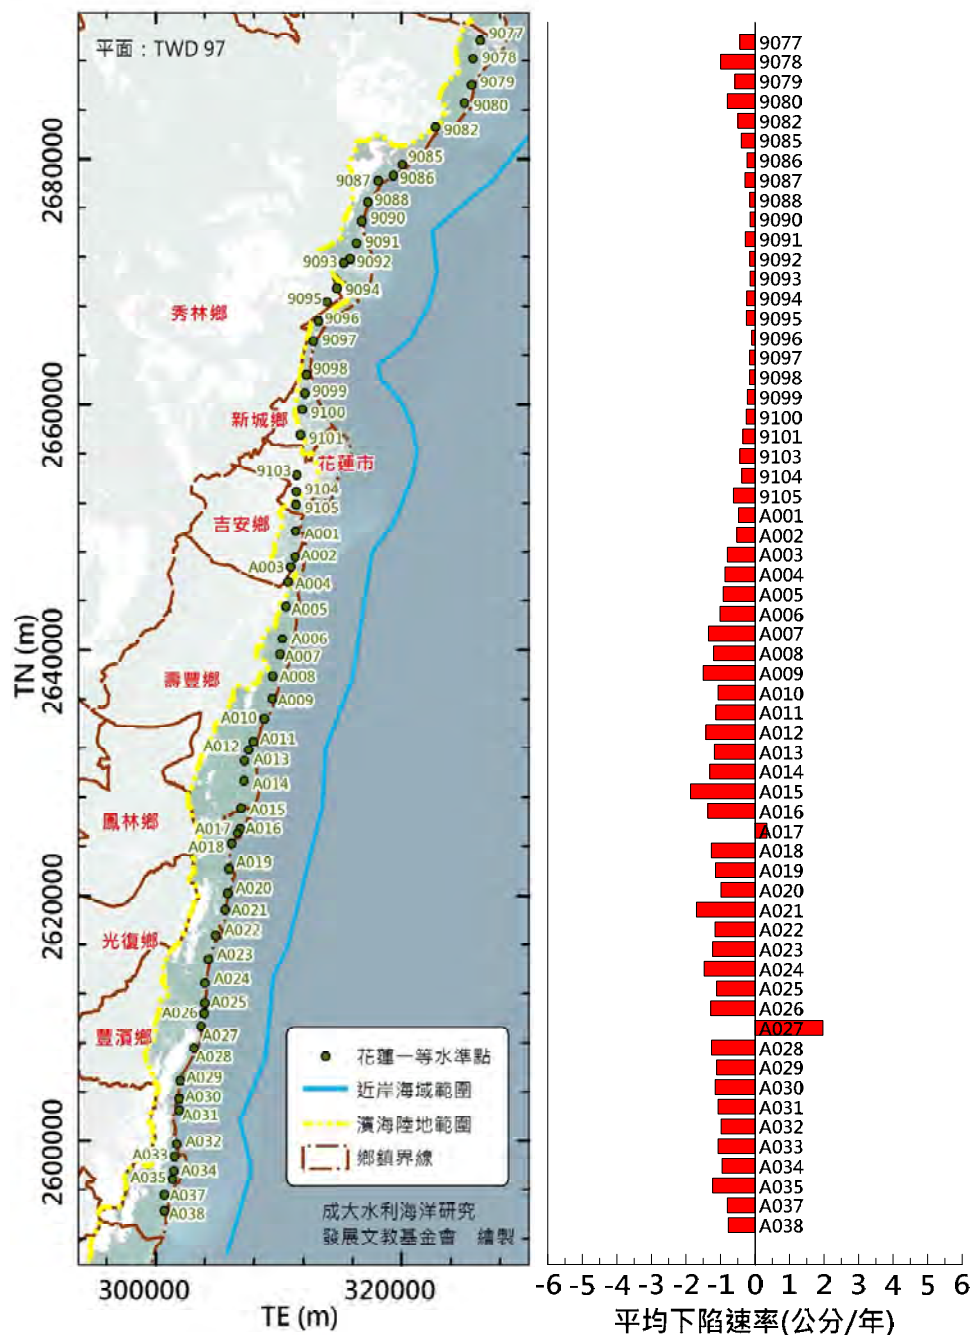 平面：TWD 97
9077
9078
9079
9080
9082
9085
9086
9087
9088
9090
9091
9092
9093
9094
9095
9096
9097
9098
9099
9100
9101
9103
9104
9105
A001
A002
A003
A004
A005
A006
A007
A008
A009
A010
A011
A012
A013
A014
A015
A016
A017
A018
A019
A020
A021
A022
A023
A024
A025
A026
A027
A028
A029
A030
A031
A032
A033
A034
A035
A037
A038
秀林鄉
新城鄉
花蓮市
吉安鄉
壽豐鄉
鳳林鄉
光復鄉
豐濱鄉
花蓮一等水準點
近岸海域範圍
濱海陸地範圍
鄉鎮界線
成大水利海洋研究
發展文教基金會 繪製
2680000
2660000
2640000
2620000
2600000
TN (m)
300000 320000
TE (m)
9077
9078
9079
9080
9082
9085
9086
9087
9088
9090
9091
9092
9093
9094
9095
9096
9097
9098
9099
9100
9101
9103
9104
9105
A001
A002
A003
A004
A005
A006
A007
A008
A009
A010
A011
A012
A013
A014
A015
A016
A017
A018
A019
A020
A021
A022
A023
A024
A025
A026
A027
A028
A029
A030
A031
A032
A033
A034
A035
A037
A038
-6 -5 -4 -3 -2 -1 0 1 2 3 4 5 6
平均下陷速率(公分/年)